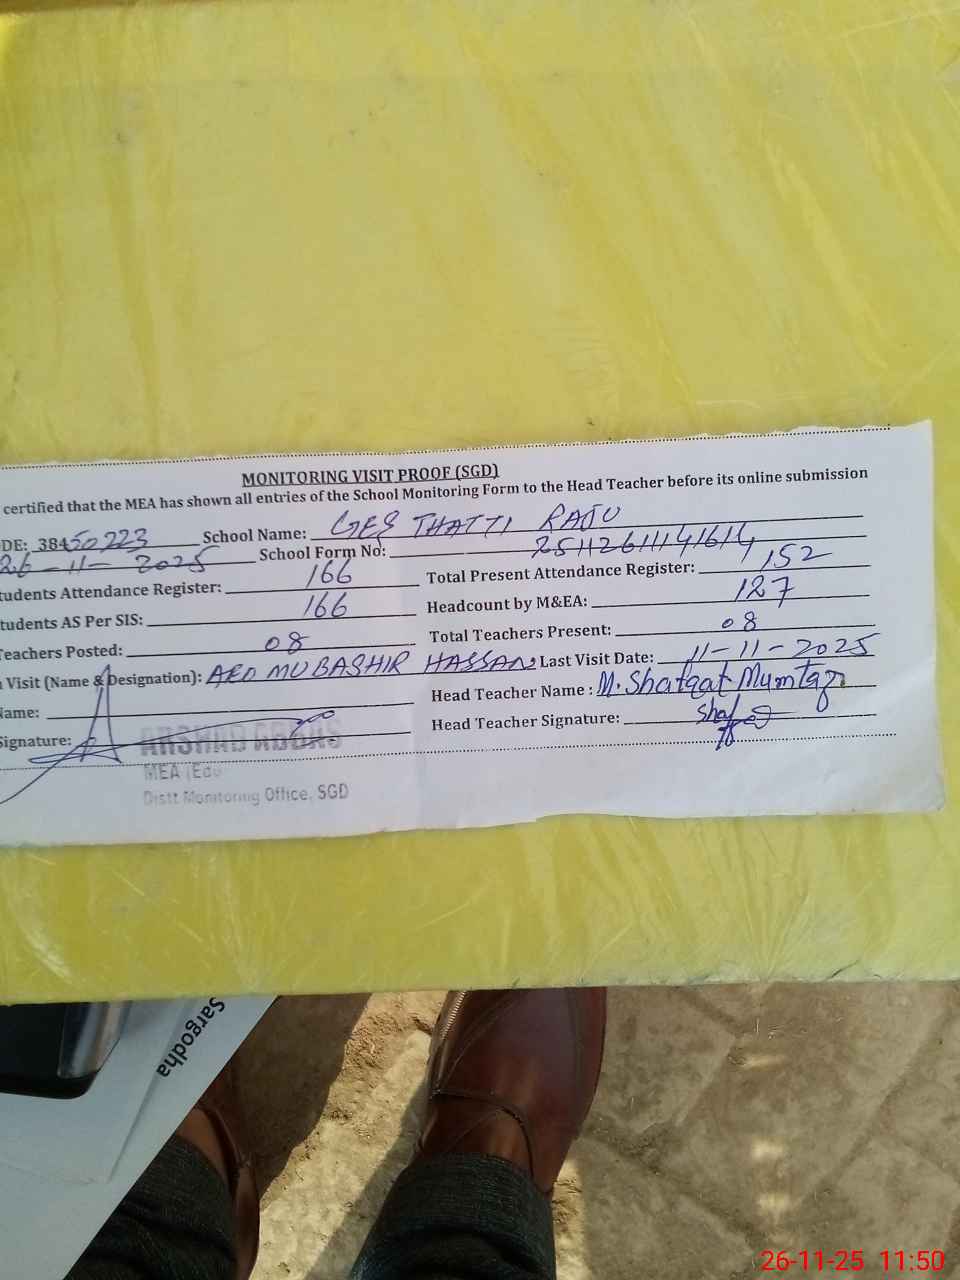 MONITORING VISIT PROOF (SGD)
certified that the MEA has shown all entries of the School Monitoring Form to the Head Teacher before its online submission
DE: 38450223 School Name: GES THATTI RAJU
26-11-2025 School Form No: 25112611141614
tudents Attendance Register: 166 Total Present Attendance Register: 152
tudents AS Per SIS: 166 Headcount by M&EA: 127
Teachers Posted: 08 Total Teachers Present: 08
Visit (Name & Designation): AEO MUBASHIR HASSAN Last Visit Date: 11-11-2025
Name: Head Teacher Name: M. Shafqat Mumtaz
Signature: ARSHAD ABBAS Head Teacher Signature:
MEA (Edu
Distt Monitoring Office, SGD
Sargodha
26-11-25 11:50